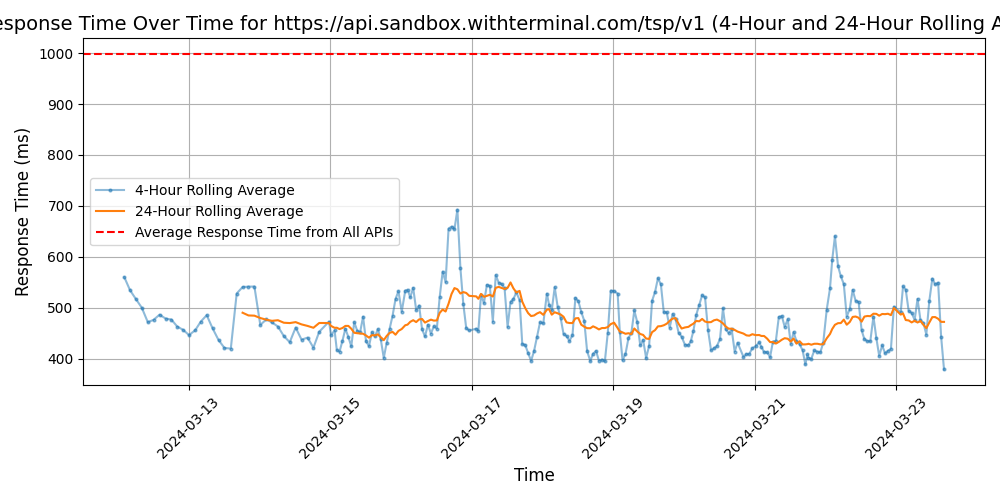 esponse Time Over Time for https://api.sandbox.withterminal.com/tsp/v1 (4-Hour and 24-Hour Rolling A
Response Time (ms)
1000
900
800
700
600
500
400
4-Hour Rolling Average
24-Hour Rolling Average
Average Response Time from All APIs
2024-03-13
2024-03-15
2024-03-17
2024-03-19
2024-03-21
2024-03-23
Time